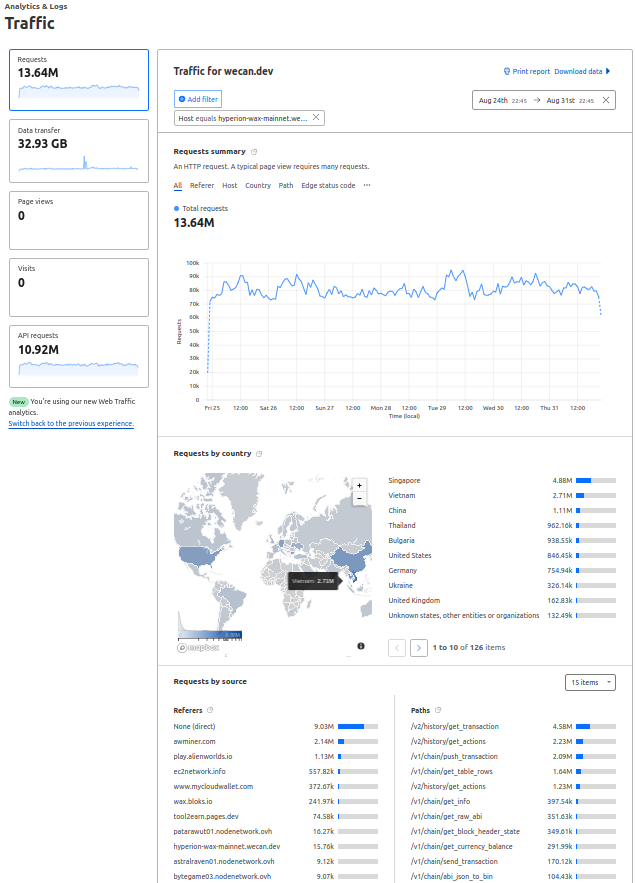 Analytics & Logs
Traffic
Requests
13.64M
Data transfer
32.93 GB
Page views
0
Visits
0
API requests
10.92M
New You're using our new Web Traffic
analytics.
Switch back to the previous experience.
Traffic for wecan.dev
Print report Download data
Add filter
Aug 24th 22:45 → Aug 31st 22:45
Host equals hyperion-wax-mainnet.we...
Requests summary
An HTTP request. A typical page view requires many requests.
All Referer Host Country Path Edge status code ···
Total requests
13.64M
100k
90k
80k
70k
60k
50k
40k
30k
20k
10k
0
Requests
Fri 25 12:00 Sat 26 12:00 Sun 27 12:00 Mon 28 12:00 Tue 29 12:00 Wed 30 12:00 Thu 31 12:00
Time (local)
Requests by country
+
−
Vietnam: 2.71M
mapbox
Singapore 4.88M
Vietnam 2.71M
China 1.11M
Thailand 962.16k
Bulgaria 938.55k
United States 846.45k
Germany 754.94k
Ukraine 326.14k
United Kingdom 162.83k
Unknown states, other entities or organizations 132.49k
1 to 10 of 126 items
Requests by source
15 items
Referers
None (direct) 9.03M
awminer.com 2.14M
play.alienworlds.io 1.13M
ec2network.info 557.82k
www.mycloudwallet.com 372.67k
wax.bloks.io 241.97k
tool2earn.pages.dev 74.58k
patarawut01.nodenetwork.ovh 16.27k
hyperion-wax-mainnet.wecan.dev 15.76k
astralraven01.nodenetwork.ovh 9.12k
bytegame03.nodenetwork.ovh 9.07k
Paths
/v2/history/get_transaction 4.58M
/v2/history/get_actions 2.23M
/v1/chain/push_transaction 2.09M
/v1/chain/get_table_rows 1.64M
/v2/history/get_actions 1.23M
/v1/chain/get_info 397.54k
/v1/chain/get_raw_abi 351.63k
/v1/chain/get_block_header_state 349.61k
/v1/chain/get_currency_balance 291.99k
/v1/chain/send_transaction 170.12k
/v1/chain/abi_json_to_bin 104.43k